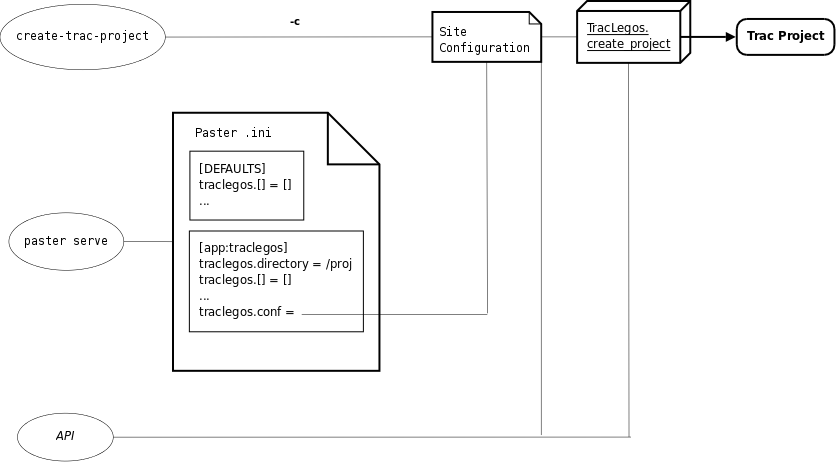 create-trac-project
-c
Site
Configuration
TracLegos.
create_project
Trac Project
Paster .ini
[DEFAULTS]
traclegos.[] = []
...
paster serve
[app:traclegos]
traclegos.directory = /proj
traclegos.[] = []
...
traclegos.conf =
API